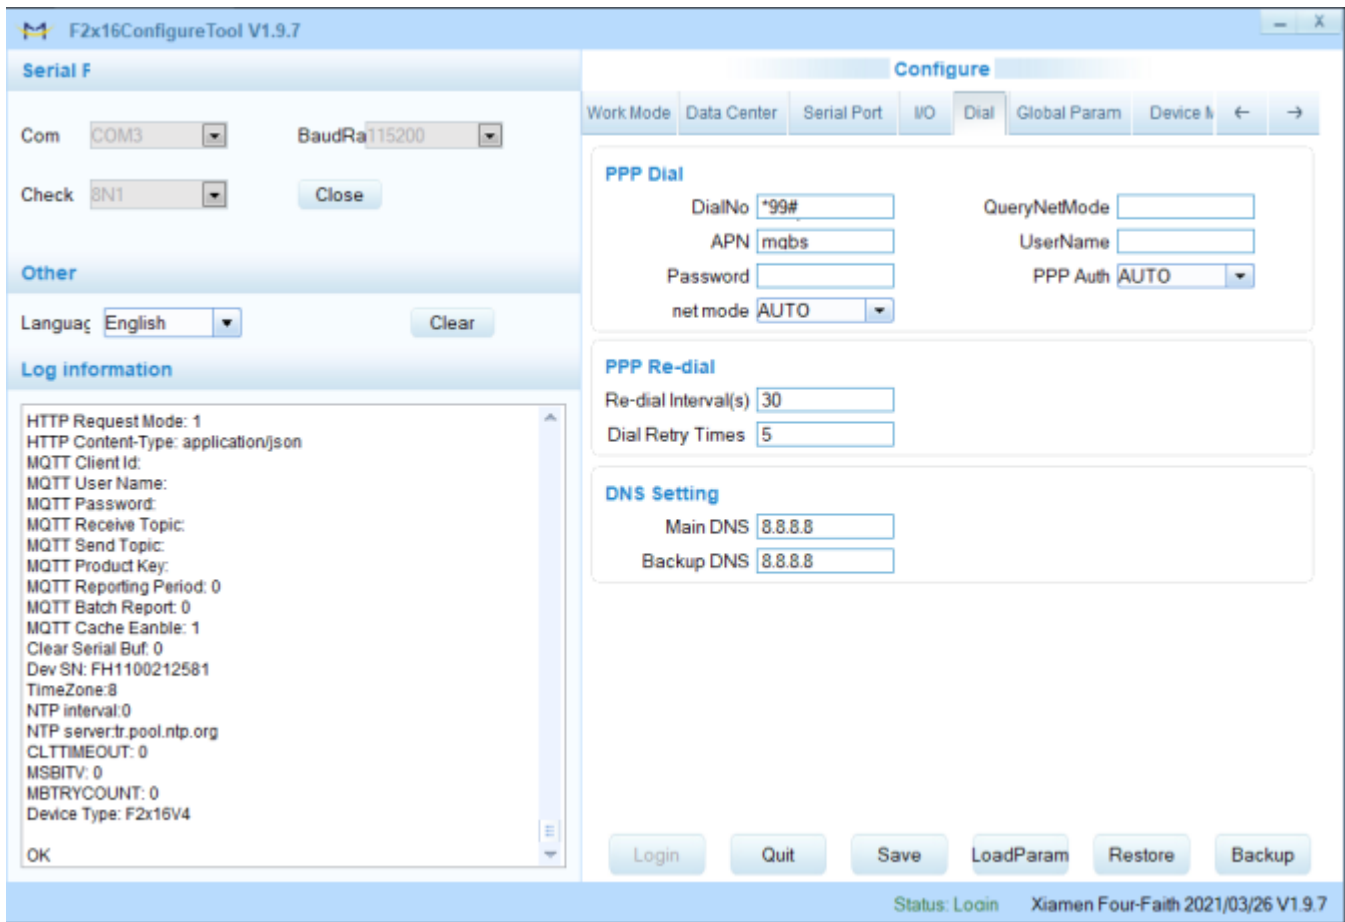 F2x16ConfigureTool V1.9.7
Serial F
Com COM3 BaudRa 115200
Check 8N1 Close
Other
Languag English Clear
Log information
HTTP Request Mode: 1
HTTP Content-Type: application/json
MQTT Client Id:
MQTT User Name:
MQTT Password:
MQTT Receive Topic:
MQTT Send Topic:
MQTT Product Key:
MQTT Reporting Period: 0
MQTT Batch Report: 0
MQTT Cache Eanble: 1
Clear Serial Buf: 0
Dev SN: FH1100212581
TimeZone:8
NTP interval:0
NTP server:tr.pool.ntp.org
CLTTIMEOUT: 0
MSBITV: 0
MBTRYCOUNT: 0
Device Type: F2x16V4
OK
Configure
Work Mode Data Center Serial Port I/O Dial Global Param Device M ← →
PPP Dial
DialNo *99# QueryNetMode
APN mgbs UserName
Password PPP Auth AUTO
net mode AUTO
PPP Re-dial
Re-dial Interval(s) 30
Dial Retry Times 5
DNS Setting
Main DNS 8.8.8.8
Backup DNS 8.8.8.8
Login Quit Save LoadParam Restore Backup
Status: Login Xiamen Four-Faith 2021/03/26 V1.9.7